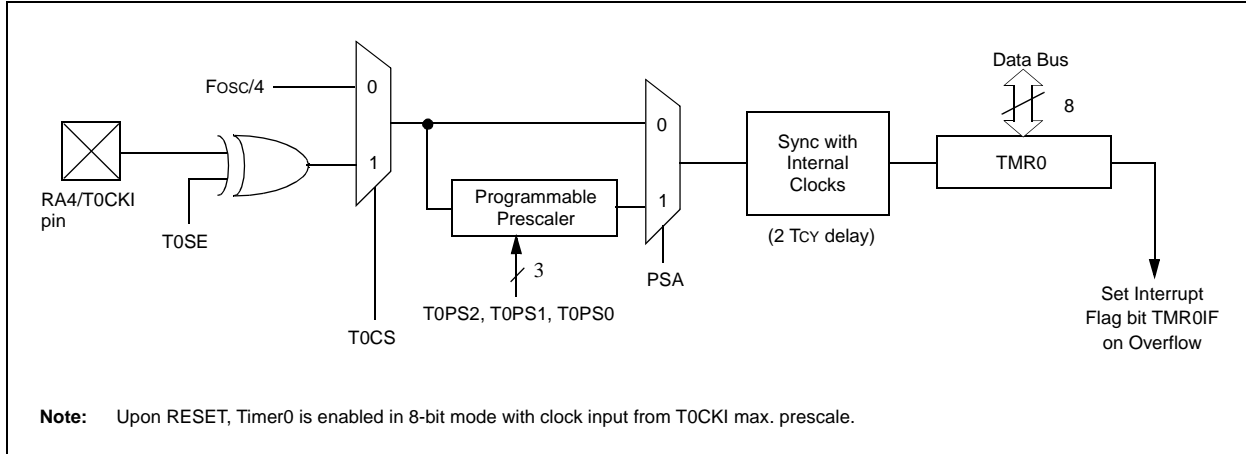 Data Bus
FOSC/4
0
8
0
1
Sync with
Internal
Clocks
TMR0
RA4/T0CKI
pin
Programmable
Prescaler
1
T0SE
(2 TCY delay)
3
PSA
T0PS2, T0PS1, T0PS0
T0CS
Set Interrupt
Flag bit TMR0IF
on Overflow
Note: Upon RESET, Timer0 is enabled in 8-bit mode with clock input from T0CKI max. prescale.